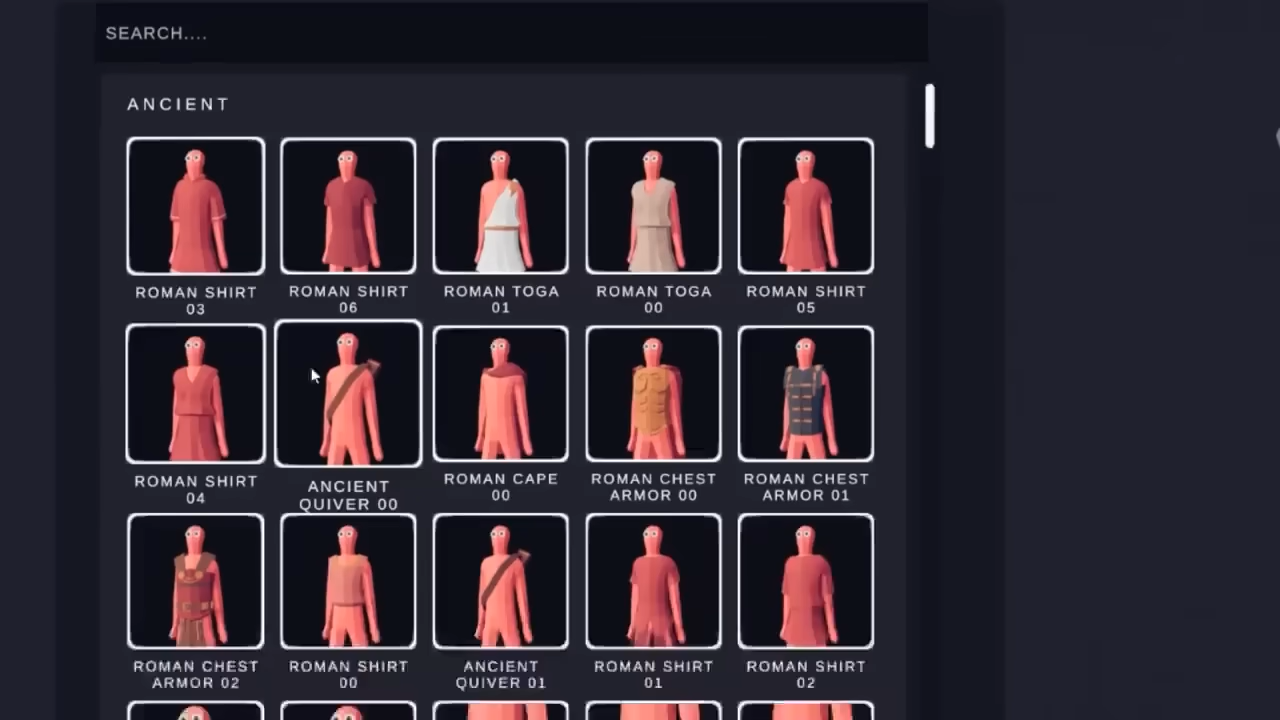 SEARCH....
ANCIENT
ROMAN SHIRT
03
ROMAN SHIRT
06
ROMAN TOGA
01
ROMAN TOGA
00
ROMAN SHIRT
05
ROMAN SHIRT
04
ANCIENT
QUIVER 00
ROMAN CAPE
00
ROMAN CHEST
ARMOR 00
ROMAN CHEST
ARMOR 01
ROMAN CHEST
ARMOR 02
ROMAN SHIRT
00
ANCIENT
QUIVER 01
ROMAN SHIRT
01
ROMAN SHIRT
02